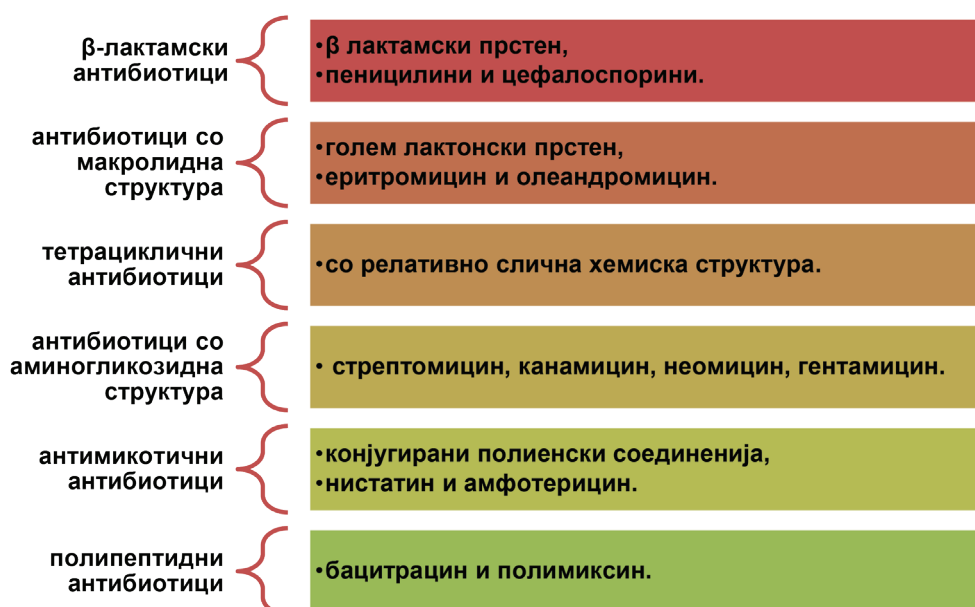 β-лактамски
антибиотици
•β лактамски прстен,
•пеницилини и цефалоспорини.
антибиотици со
макролидна
структура
•голем лактонски прстен,
•еритромицин и олеандромицин.
тетрациклични
антибиотици
•со релативно слична хемиска структура.
антибиотици со
аминогликозидна
структура
• стрептомицин, канамицин, неомицин, гентамицин.
антимикотични
антибиотици
•конјугирани полиенски соединенија,
•нистатин и амфотерицин.
полипептидни
антибиотици
•бацитрацин и полимиксин.